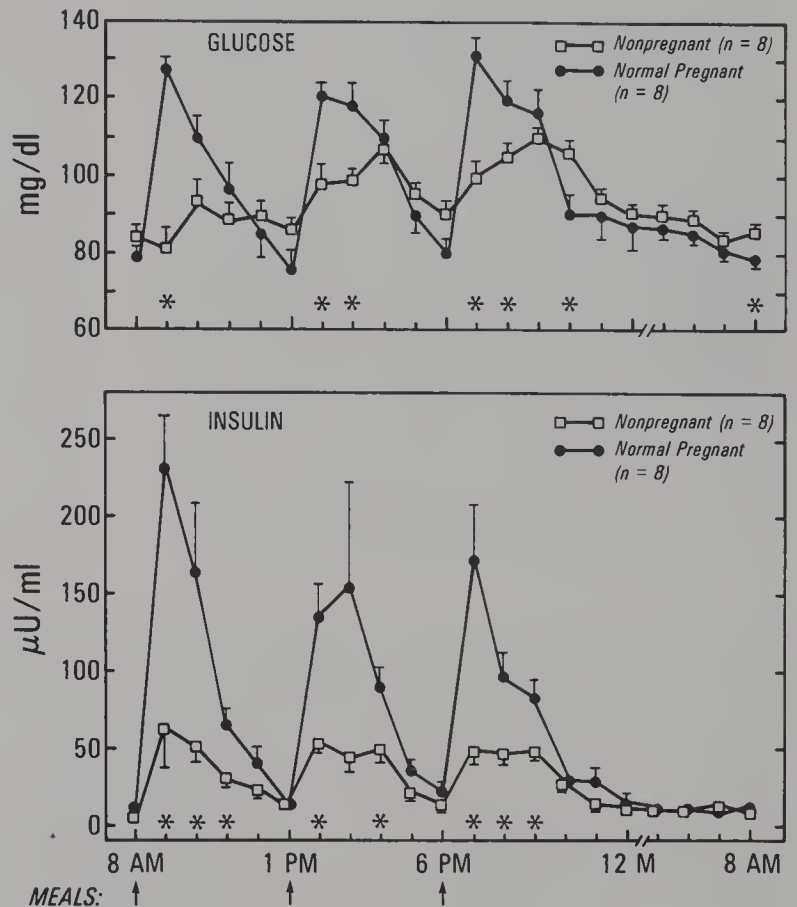 GLUCOSE
Nonpregnant (n = 8)
Normal Pregnant
(n = 8)
mg/dl
140
120
100
80
60
* * * * * * *
INSULIN
Nonpregnant (n = 8)
Normal Pregnant
(n = 8)
µU/ml
250
200
150
100
50
0
* * * * * * * *
8 AM 1 PM 6 PM 12 M 8 AM
MEALS: